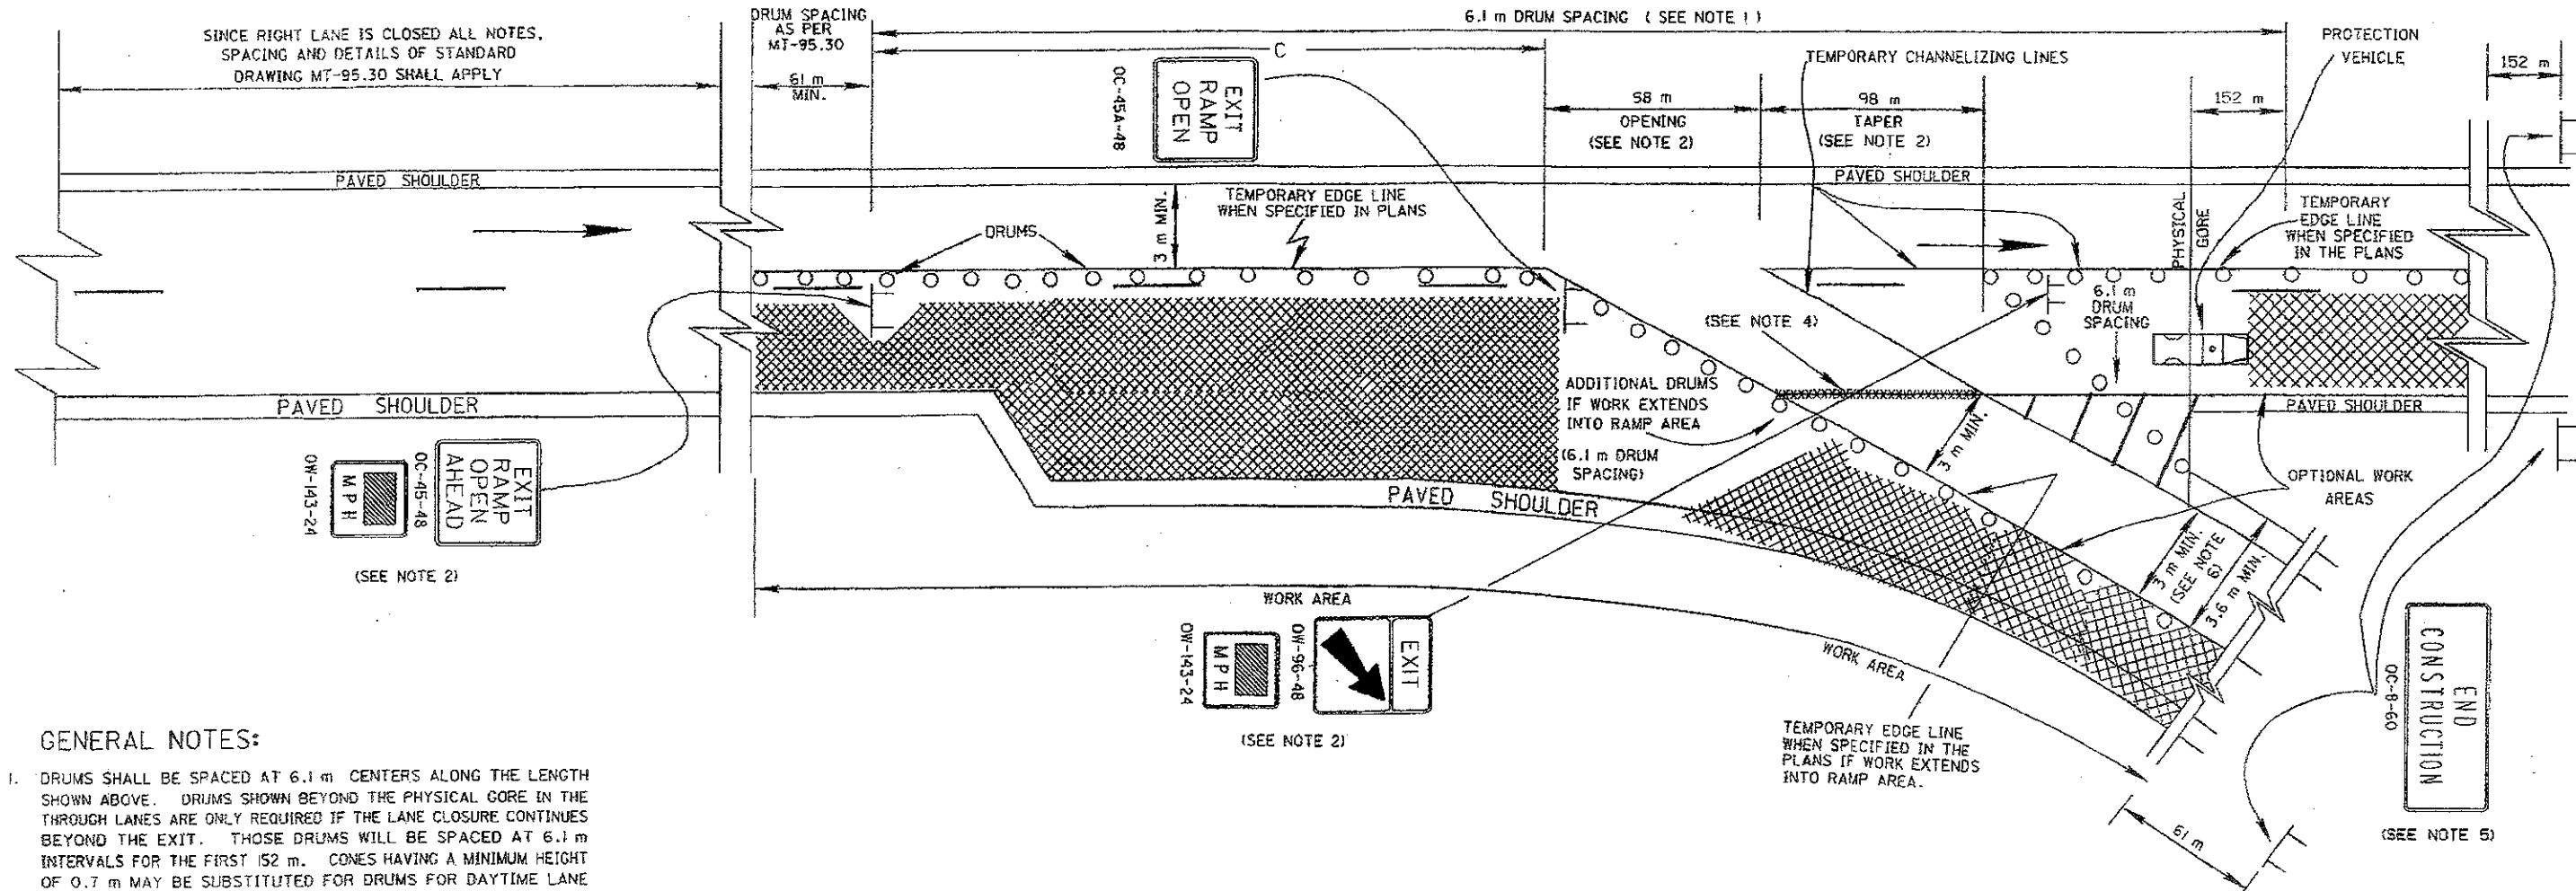 SINCE RIGHT LANE IS CLOSED ALL NOTES,
SPACING AND DETAILS OF STANDARD
DRAWING MT-95.30 SHALL APPLY
DRUM SPACING
AS PER
MT-95.30
61 m
MIN.
6.1 m DRUM SPACING ( SEE NOTE 1 )
C
OC-45A-48
EXIT
RAMP
OPEN
TEMPORARY CHANNELIZING LINES
PROTECTION
VEHICLE
152 m
58 m
OPENING
(SEE NOTE 2)
98 m
TAPER
(SEE NOTE 2)
152 m
PAVED SHOULDER
PAVED SHOULDER
3 m MIN.
TEMPORARY EDGE LINE
WHEN SPECIFIED IN PLANS
DRUMS
PHYSICAL
GORE
TEMPORARY
EDGE LINE
WHEN SPECIFIED
IN THE PLANS
6.1 m
DRUM
SPACING
(SEE NOTE 4)
ADDITIONAL DRUMS
IF WORK EXTENDS
INTO RAMP AREA
(6.1 m DRUM
SPACING)
3 m MIN.
PAVED SHOULDER
PAVED SHOULDER
PAVED SHOULDER
OPTIONAL WORK
AREAS
3 m MIN.
(SEE NOTE
6)
3.6 m MIN.
EXIT
RAMP
OPEN
AHEAD
OC-45-48
MPH
OW-143-24
(SEE NOTE 2)
WORK AREA
WORK AREA
EXIT
OW-96-48
MPH
OW-143-24
(SEE NOTE 2)
TEMPORARY EDGE LINE
WHEN SPECIFIED IN THE
PLANS IF WORK EXTENDS
INTO RAMP AREA.
END
CONSTRUCTION
OC-8-60
(SEE NOTE 5)
61 m
GENERAL NOTES:
1. DRUMS SHALL BE SPACED AT 6.1 m CENTERS ALONG THE LENGTH
SHOWN ABOVE. DRUMS SHOWN BEYOND THE PHYSICAL GORE IN THE
THROUGH LANES ARE ONLY REQUIRED IF THE LANE CLOSURE CONTINUES
BEYOND THE EXIT. THOSE DRUMS WILL BE SPACED AT 6.1 m
INTERVALS FOR THE FIRST 152 m. CONES HAVING A MINIMUM HEIGHT
OF 0.7 m MAY BE SUBSTITUTED FOR DRUMS FOR DAYTIME LANE